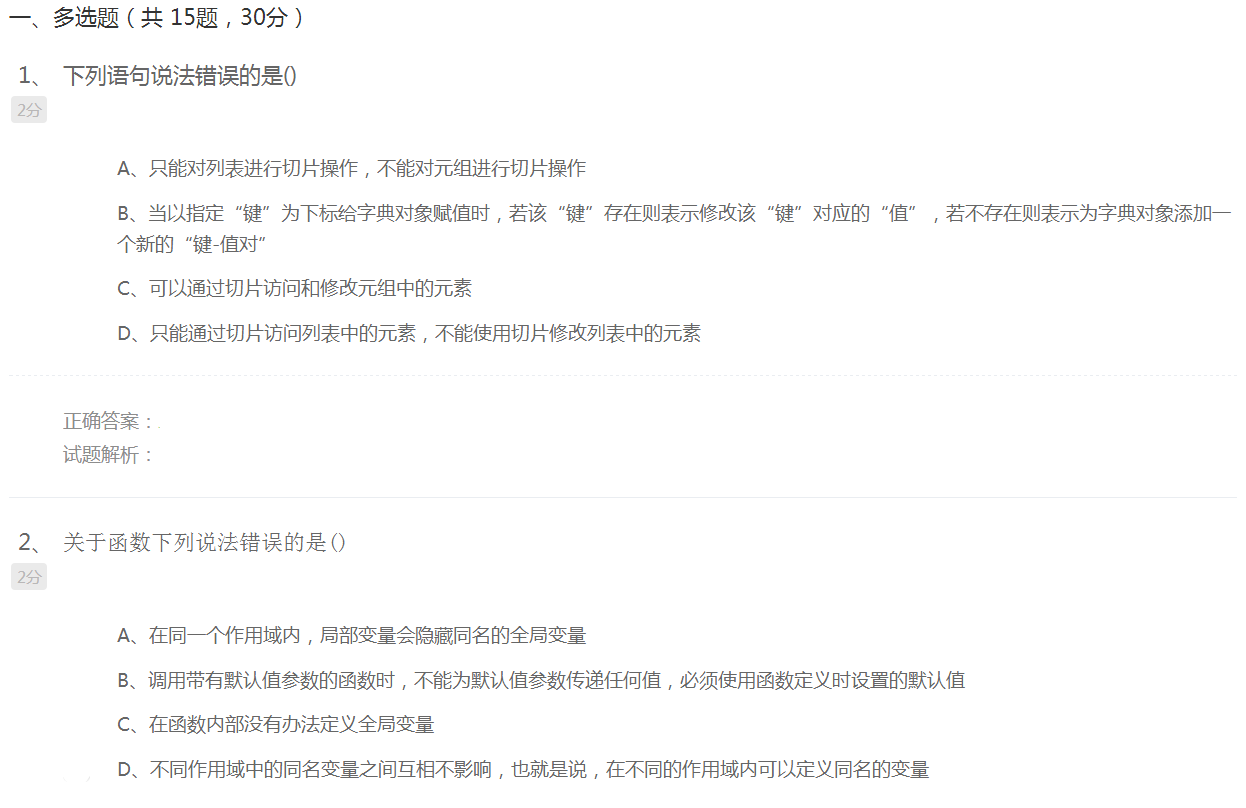 一、多选题（共 15题，30分）
1、 下列语句说法错误的是()
2分
A、只能对列表进行切片操作，不能对元组进行切片操作
B、当以指定“键”为下标给字典对象赋值时，若该“键”存在则表示修改该“键”对应的“值”，若不存在则表示为字典对象添加一
个新的“键-值对”
C、可以通过切片访问和修改元组中的元素
D、只能通过切片访问列表中的元素，不能使用切片修改列表中的元素
正确答案：
试题解析：
2、 关于函数下列说法错误的是()
2分
A、在同一个作用域内，局部变量会隐藏同名的全局变量
B、调用带有默认值参数的函数时，不能为默认值参数传递任何值，必须使用函数定义时设置的默认值
C、在函数内部没有办法定义全局变量
D、不同作用域中的同名变量之间互相不影响，也就是说，在不同的作用域内可以定义同名的变量